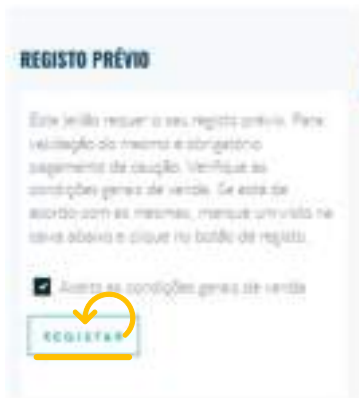 REGISTO PRÉVIO
Este leilão requer o seu registo prévio. Para
validação do mesmo é obrigatório
pagamento de caução. Verifique as
condições gerais de venda. Se está de
acordo com as mesmas, marque um visto na
caixa abaixo e clique no botão de registo.
Aceito as condições gerais de venda
REGISTAR